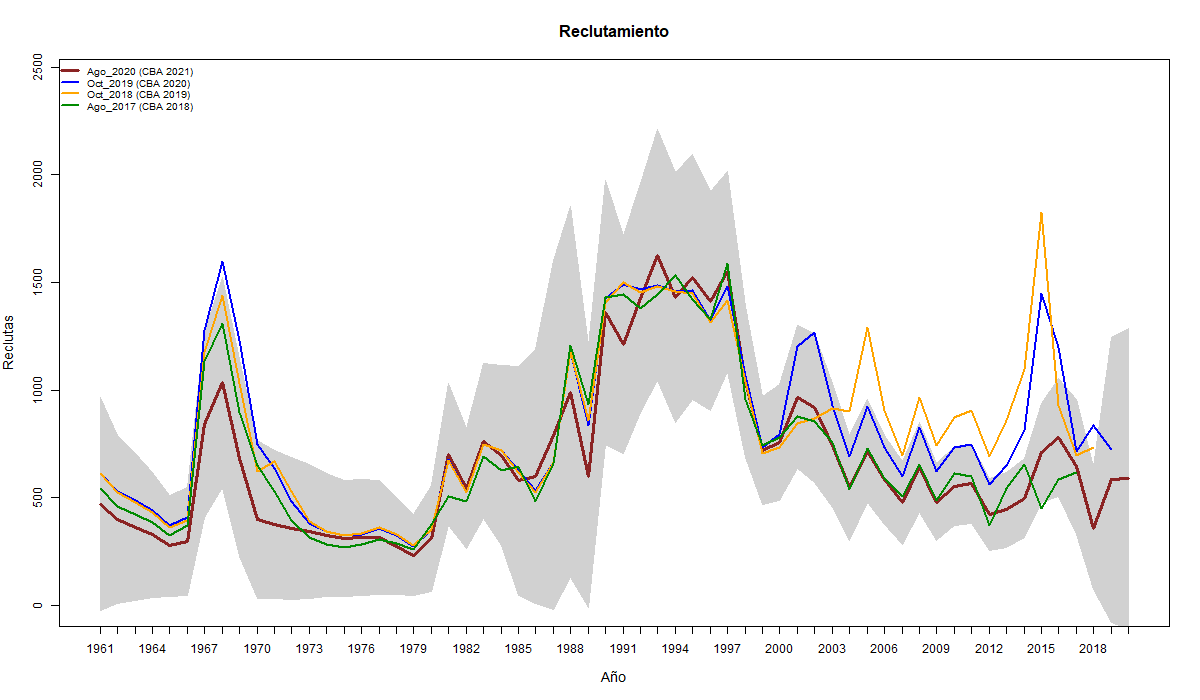 Reclutamiento
Ago_2020 (CBA 2021)
Oct_2019 (CBA 2020)
Oct_2018 (CBA 2019)
Ago_2017 (CBA 2018)
Reclutas
2500
2000
1500
1000
500
0
1961 1964 1967 1970 1973 1976 1979 1982 1985 1988 1991 1994 1997 2000 2003 2006 2009 2012 2015 2018
Año